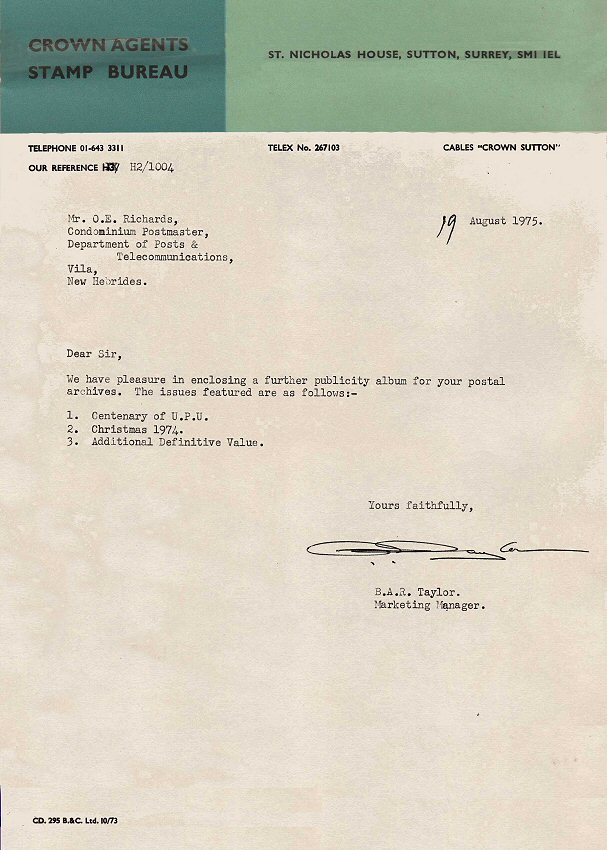 CROWN AGENTS
STAMP BUREAU
ST. NICHOLAS HOUSE, SUTTON, SURREY, SM1 1EL
TELEPHONE 01-643 3311 TELEX No. 267103 CABLES "CROWN SUTTON"
OUR REFERENCE H2/1004
Mr. O.E. Richards,
19 August 1975.
Condominium Postmaster,
Department of Posts &
Telecommunications,
Vila,
New Hebrides.
Dear Sir,
We have pleasure in enclosing a further publicity album for your postal
archives. The issues featured are as follows:-
1. Centenary of U.P.U.
2. Christmas 1974.
3. Additional Definitive Value.
Yours faithfully,
B.A.R. Taylor.
Marketing Manager.
CD. 295 B.&C. Ltd. 10/73